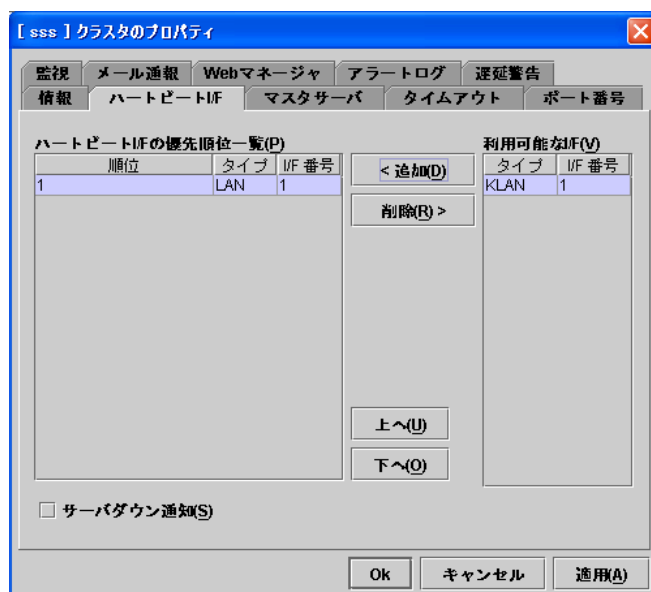 [ sss ] クラスタのプロパティ
監視 メール通報 Webマネージャ アラートログ 遅延警告
情報 ハートビートI/F マスタサーバ タイムアウト ポート番号
ハートビートI/Fの優先順位一覧(P) 利用可能なI/F(V)
順位 タイプ I/F 番号 < 追加(D) タイプ I/F 番号
1 LAN 1 KLAN 1
削除(R) >
上へ(U)
下へ(O)
サーバダウン通知(S)
Ok キャンセル 適用(A)